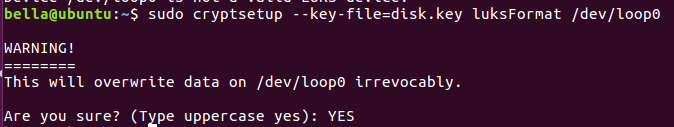 bella@ubuntu:~$ sudo cryptsetup --key-file=disk.key luksFormat /dev/loop0
WARNING!
========
This will overwrite data on /dev/loop0 irrevocably.
Are you sure? (Type uppercase yes): YES